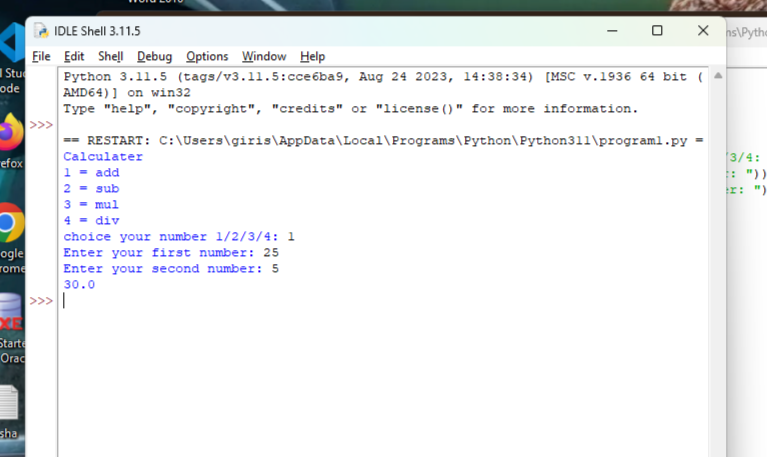 Word 2010
IDLE Shell 3.11.5
File Edit Shell Debug Options Window Help
Python 3.11.5 (tags/v3.11.5:cce6ba9, Aug 24 2023, 14:38:34) [MSC v.1936 64 bit (
AMD64)] on win32
Type "help", "copyright", "credits" or "license()" for more information.
>>>
== RESTART: C:\Users\giris\AppData\Local\Programs\Python\Python311\program1.py =
Calculater
1 = add
2 = sub
3 = mul
4 = div
choice your number 1/2/3/4: 1
Enter your first number: 25
Enter your second number: 5
30.0
>>>
ns\Pytho
/3/4:
: "))
er: ")
l Stu
ode
efox
ogle
rome
EXE
Starte
Orac
sha